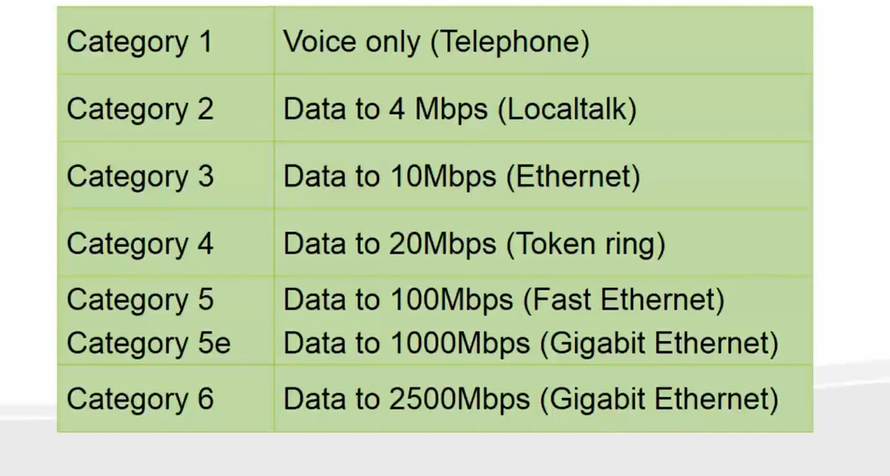 Category 1 Voice only (Telephone)
Category 2 Data to 4 Mbps (Localtalk)
Category 3 Data to 10Mbps (Ethernet)
Category 4 Data to 20Mbps (Token ring)
Category 5 Data to 100Mbps (Fast Ethernet)
Category 5e Data to 1000Mbps (Gigabit Ethernet)
Category 6 Data to 2500Mbps (Gigabit Ethernet)